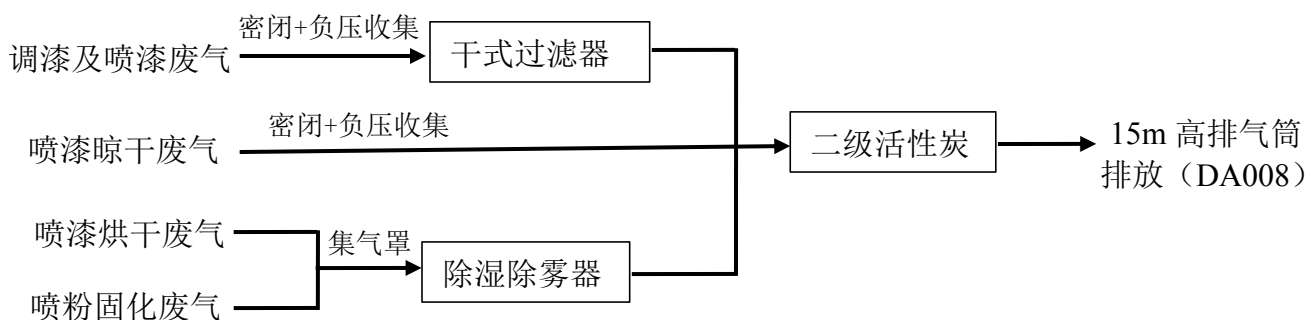 密闭+负压收集
调漆及喷漆废气
干式过滤器
密闭+负压收集
喷漆晾干废气
二级活性炭
15m 高排气筒
排放（DA008）
喷漆烘干废气
集气罩
除湿除雾器
喷粉固化废气